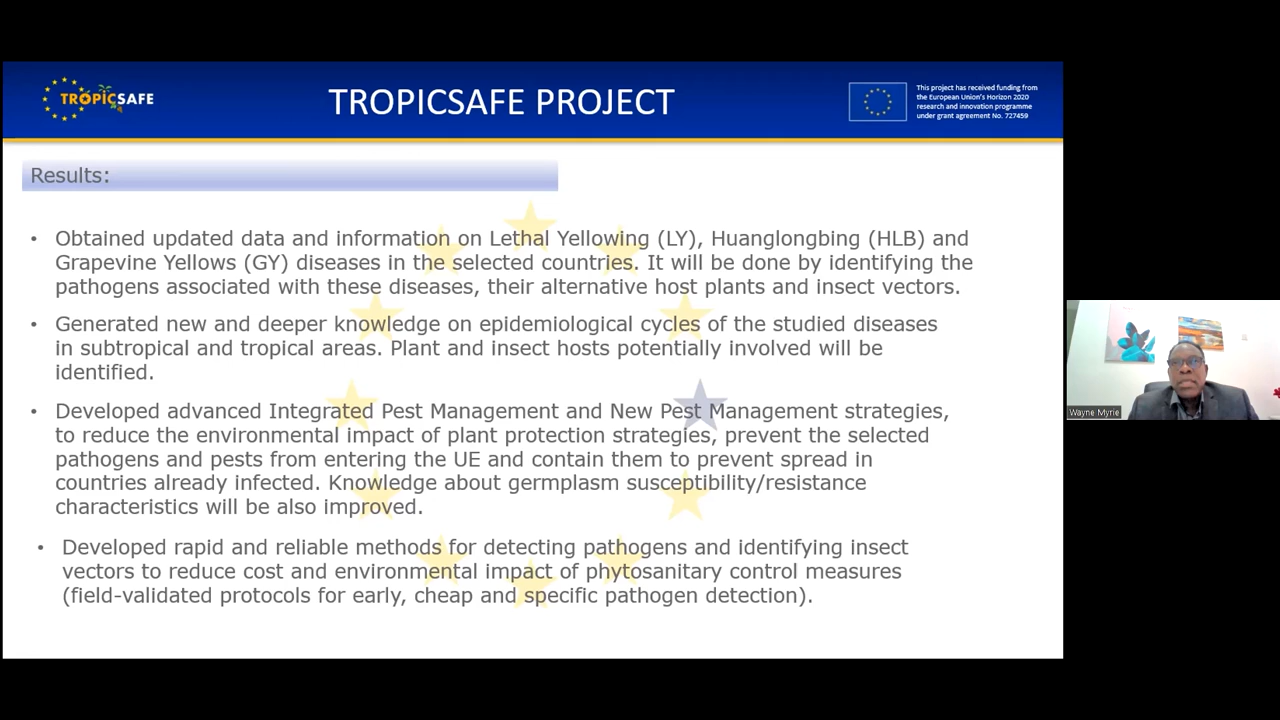 TROPICSAFE
TROPICSAFE PROJECT
This project has received funding from
the European Union's Horizon 2020
research and innovation programme
under grant agreement No. 727459
Results:
• Obtained updated data and information on Lethal Yellowing (LY), Huanglongbing (HLB) and
Grapevine Yellows (GY) diseases in the selected countries. It will be done by identifying the
pathogens associated with these diseases, their alternative host plants and insect vectors.
• Generated new and deeper knowledge on epidemiological cycles of the studied diseases
in subtropical and tropical areas. Plant and insect hosts potentially involved will be
identified.
• Developed advanced Integrated Pest Management and New Pest Management strategies,
to reduce the environmental impact of plant protection strategies, prevent the selected
pathogens and pests from entering the UE and contain them to prevent spread in
countries already infected. Knowledge about germplasm susceptibility/resistance
characteristics will be also improved.
• Developed rapid and reliable methods for detecting pathogens and identifying insect
vectors to reduce cost and environmental impact of phytosanitary control measures
(field-validated protocols for early, cheap and specific pathogen detection).
Wayne Myrie